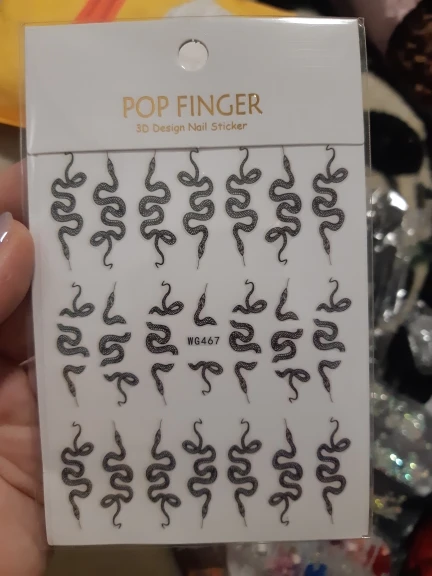 POP FINGER
3D Design Nail Sticker
WG467